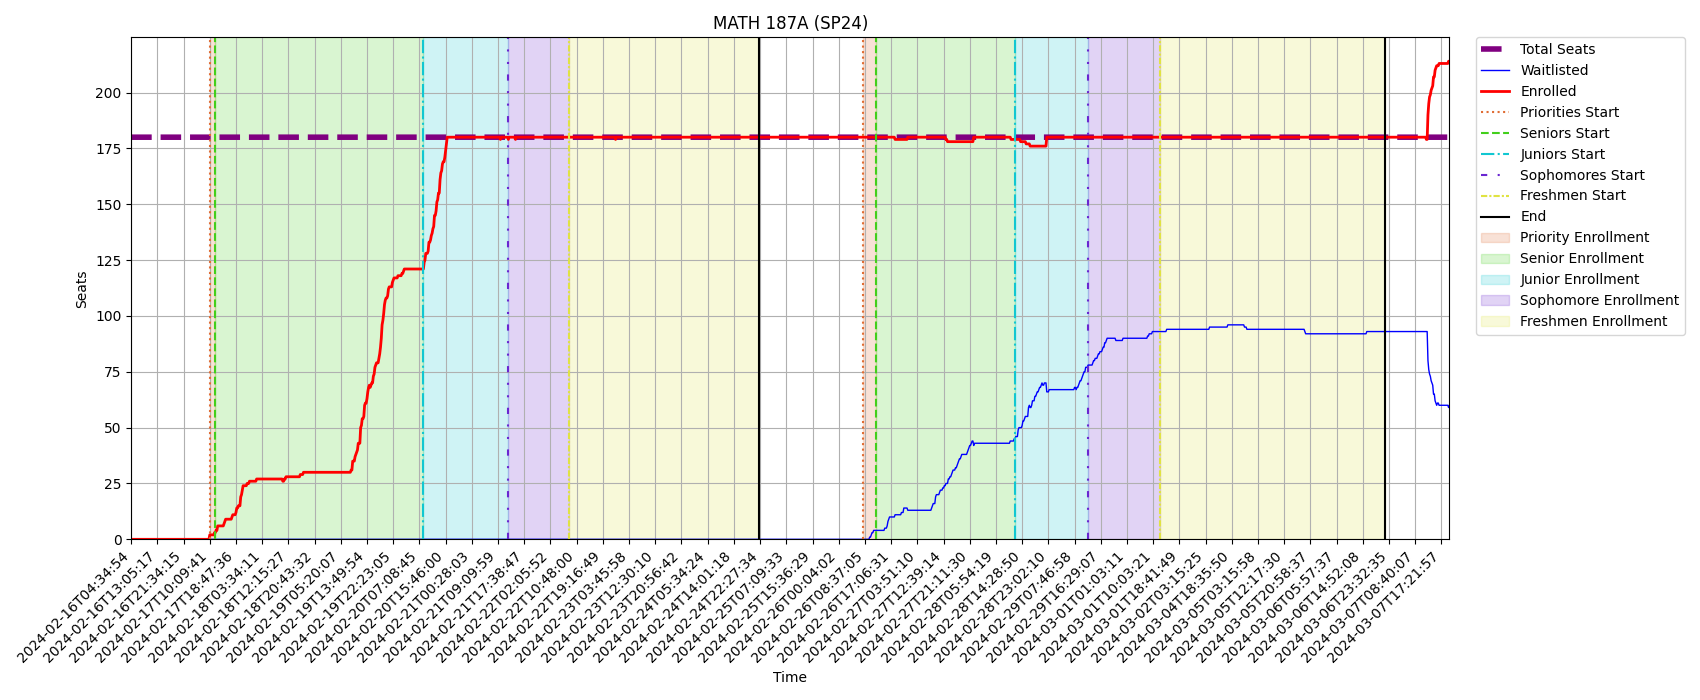 MATH 187A (SP24)
Seats
200
175
150
125
100
75
50
25
0
2024-02-16T04:34:54
2024-02-16T13:05:17
2024-02-16T21:34:15
2024-02-17T10:09:41
2024-02-17T18:47:36
2024-02-18T03:34:11
2024-02-18T12:15:27
2024-02-18T20:43:32
2024-02-19T05:20:07
2024-02-19T13:49:54
2024-02-19T22:23:05
2024-02-20T07:08:45
2024-02-20T15:46:00
2024-02-21T00:28:03
2024-02-21T09:09:59
2024-02-21T17:38:47
2024-02-22T02:05:52
2024-02-22T10:48:00
2024-02-22T19:16:49
2024-02-23T03:45:58
2024-02-23T12:30:16
2024-02-23T20:56:42
2024-02-24T05:34:24
2024-02-24T14:01:18
2024-02-24T22:27:34
2024-02-25T07:09:33
2024-02-25T15:36:29
2024-02-26T00:04:02
2024-02-26T08:37:05
2024-02-26T17:06:31
2024-02-27T03:51:10
2024-02-27T12:39:14
2024-02-27T21:11:30
2024-02-28T05:54:19
2024-02-28T14:28:50
2024-02-28T23:02:16
2024-02-29T07:46:58
2024-02-29T16:29:07
2024-03-01T01:03:11
2024-03-01T10:03:21
2024-03-01T18:41:49
2024-03-02T03:15:25
2024-03-04T18:35:50
2024-03-05T03:15:58
2024-03-05T12:17:30
2024-03-05T20:58:37
2024-03-06T05:57:37
2024-03-06T14:52:08
2024-03-06T23:32:35
2024-03-07T08:40:07
2024-03-07T17:21:57
Time
Total Seats
Waitlisted
Enrolled
Priorities Start
Seniors Start
Juniors Start
Sophomores Start
Freshmen Start
End
Priority Enrollment
Senior Enrollment
Junior Enrollment
Sophomore Enrollment
Freshmen Enrollment